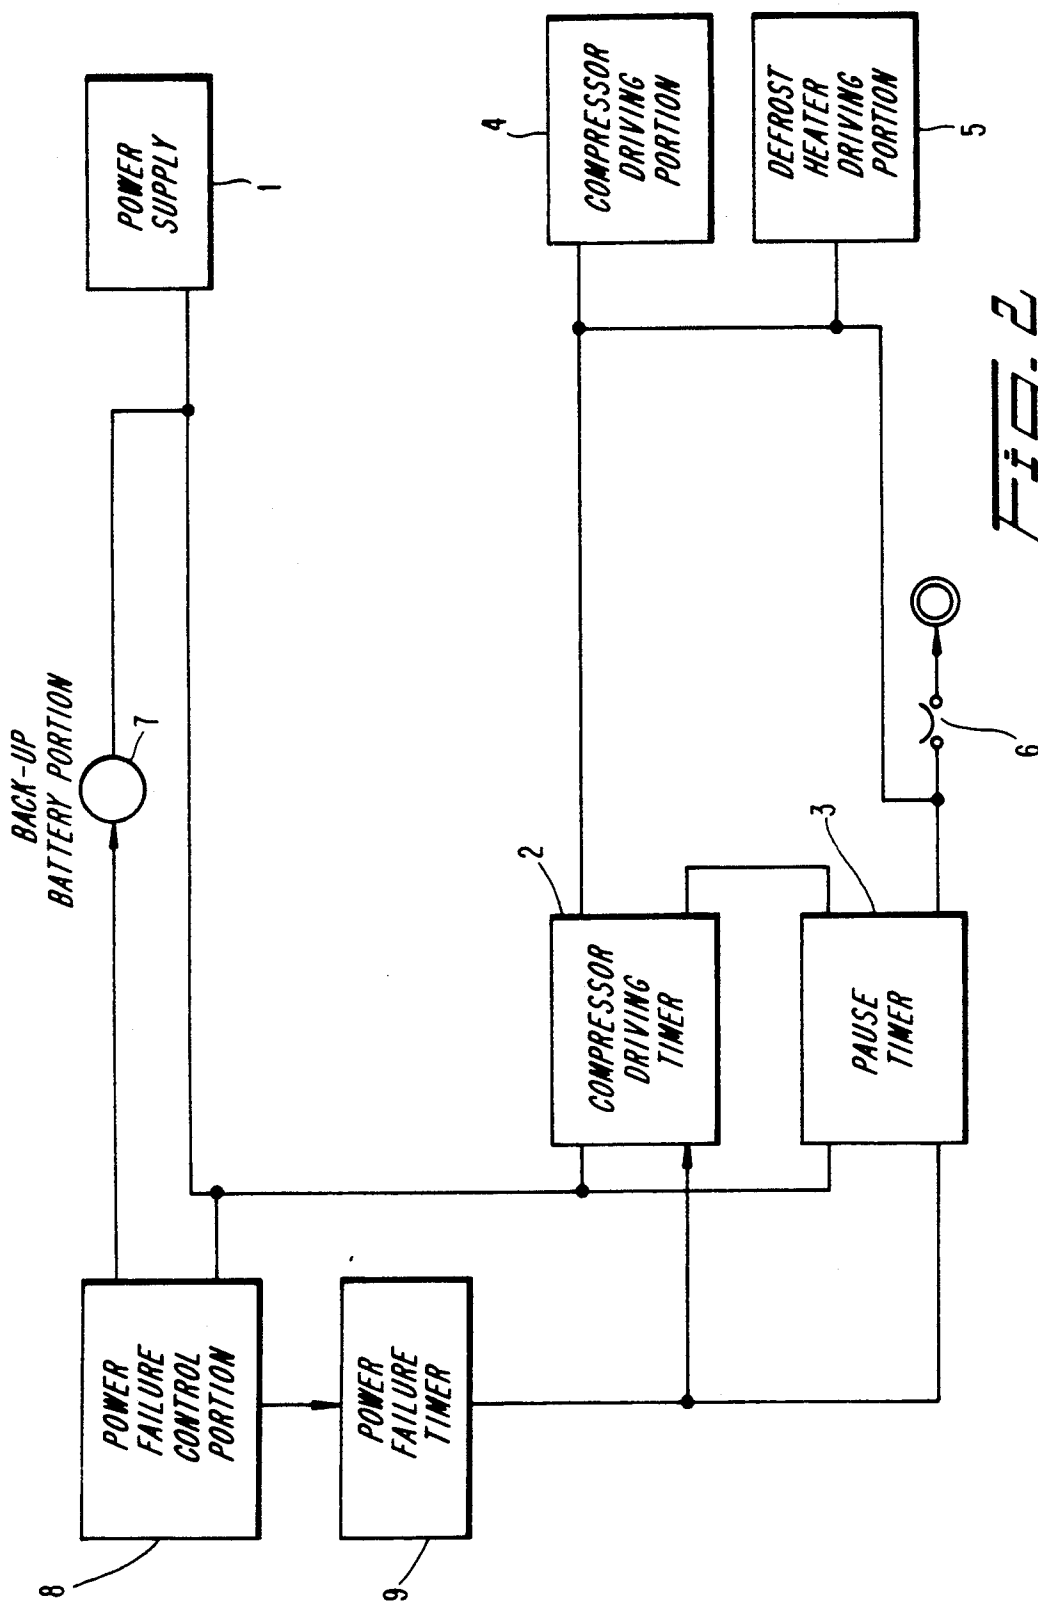 BACK-UP
BATTERY PORTION
7
POWER
FAILURE
CONTROL
PORTION
8
POWER
SUPPLY
1
POWER
FAILURE
TIMER
9
COMPRESSOR
DRIVING
TIMER
2
COMPRESSOR
DRIVING
PORTION
4
PAUSE
TIMER
3
DEFROST
HEATER
DRIVING
PORTION
5
6
FIG. 2